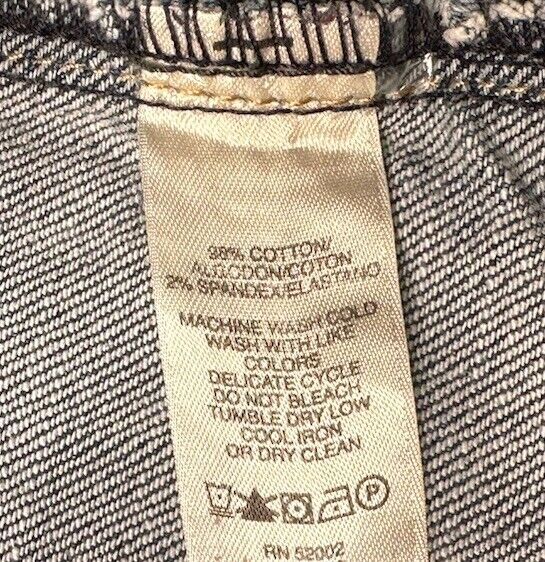 98% COTTON/
ALGODON/COTON
2% SPANDEX/ELASTANO
MACHINE WASH COLD
WASH WITH LIKE
COLORS
DELICATE CYCLE
DO NOT BLEACH
TUMBLE DRY LOW
COOL IRON
OR DRY CLEAN
P
RN 52002